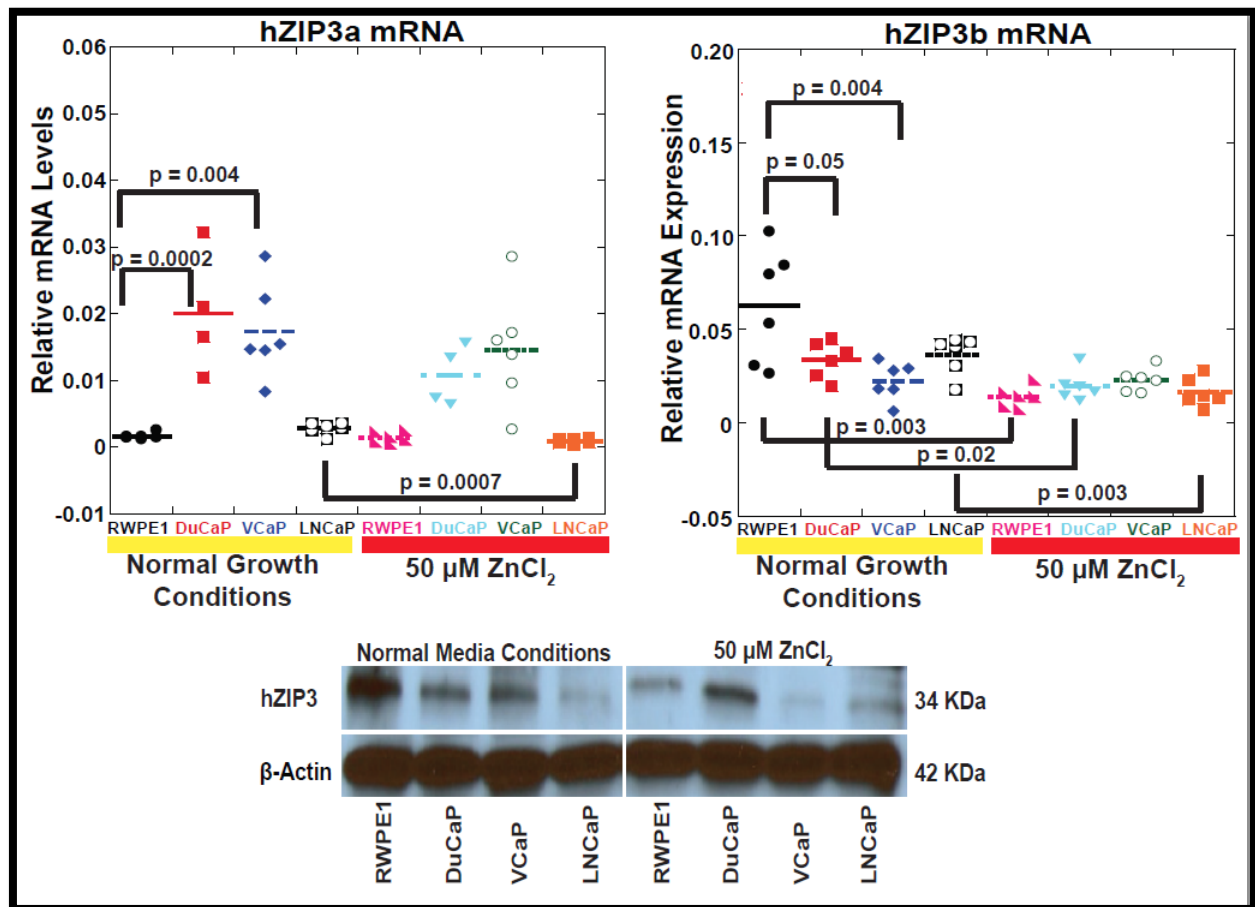 hZIP3a mRNA
Relative mRNA Levels
0.06
0.05
0.04
0.03
0.02
0.01
0
-0.01
p = 0.004
p = 0.0002
p = 0.0007
RWPE1 DuCaP VCaP LNCaP RWPE1 DuCaP VCaP LNCaP
Normal Growth
Conditions
50 µM ZnCl₂
hZIP3b mRNA
Relative mRNA Expression
0.20
0.15
0.10
0.05
0
-0.05
p = 0.004
p = 0.05
p = 0.003
p = 0.02
p = 0.003
RWPE1 DuCaP VCaP LNCaP RWPE1 DuCaP VCaP LNCaP
Normal Growth
Conditions
50 µM ZnCl₂
Normal Media Conditions 50 µM ZnCl₂
hZIP3 34 KDa
β-Actin 42 KDa
RWPE1 DuCaP VCaP LNCaP RWPE1 DuCaP VCaP LNCaP